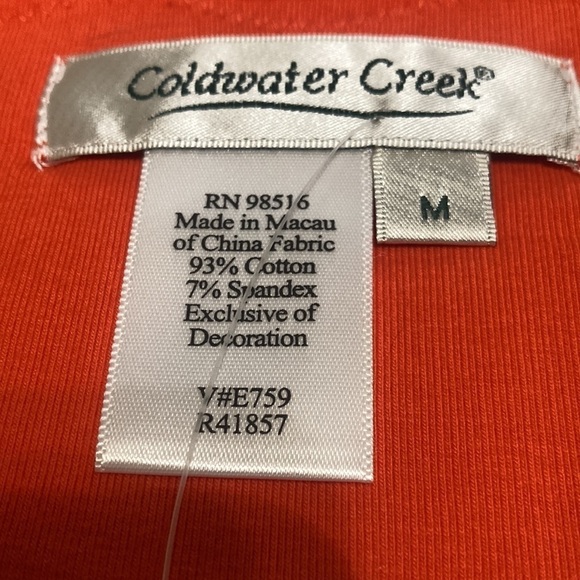 Coldwater Creek®
M
RN 98516
Made in Macau
of China Fabric
93% Cotton
7% Spandex
Exclusive of
Decoration
V#E759
R41857